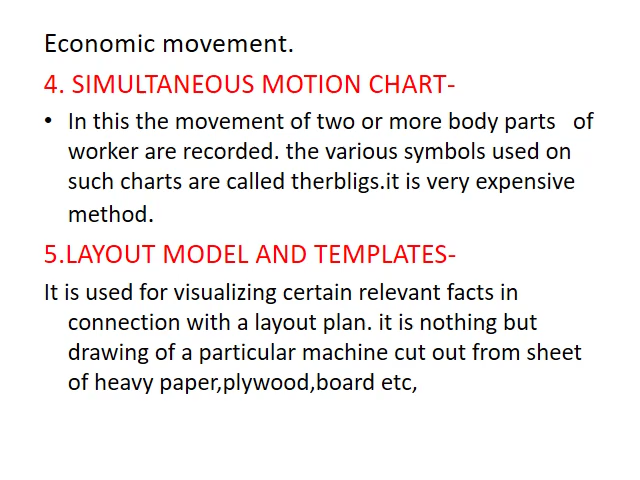 Economic movement.
4. SIMULTANEOUS MOTION CHART-
• In this the movement of two or more body parts of
worker are recorded. the various symbols used on
such charts are called therbligs.it is very expensive
method.
5.LAYOUT MODEL AND TEMPLATES-
It is used for visualizing certain relevant facts in
connection with a layout plan. it is nothing but
drawing of a particular machine cut out from sheet
of heavy paper,plywood,board etc,